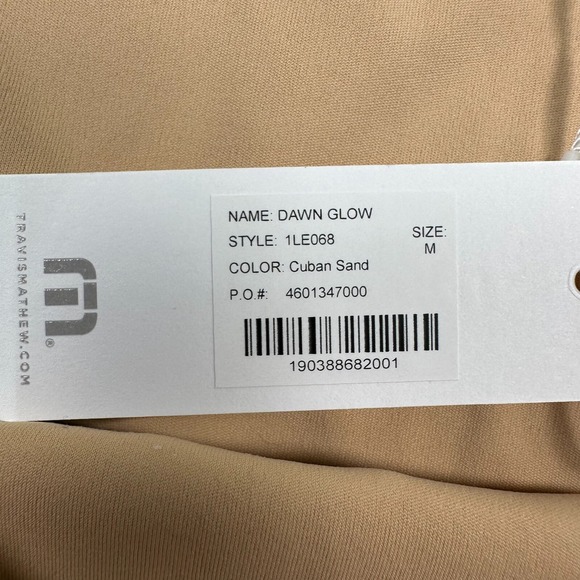 TRAVISMATHEW.COM
NAME: DAWN GLOW
STYLE: 1LE068
SIZE:
M
COLOR: Cuban Sand
P.O.#: 4601347000
190388682001